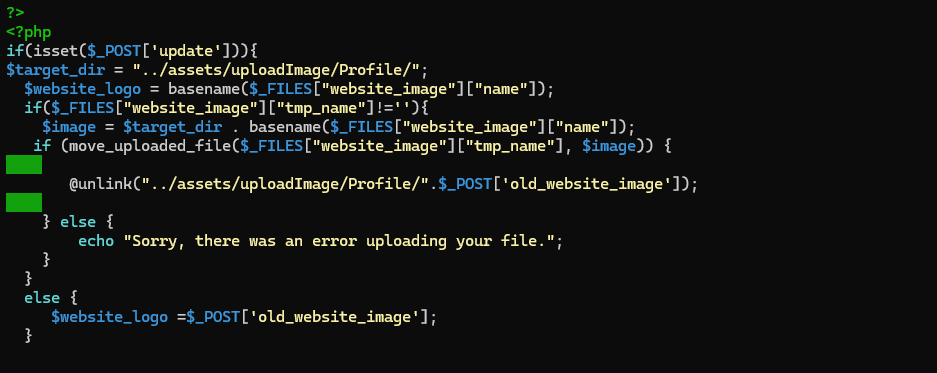 ?>
<?php
if(isset($_POST['update'])){
$target_dir = "../assets/uploadImage/Profile/";
  $website_logo = basename($_FILES["website_image"]["name"]);
  if($_FILES["website_image"]["tmp_name"]!=''){
    $image = $target_dir . basename($_FILES["website_image"]["name"]);
   if (move_uploaded_file($_FILES["website_image"]["tmp_name"], $image)) {
       @unlink("../assets/uploadImage/Profile/".$_POST['old_website_image']);
    } else {
        echo "Sorry, there was an error uploading your file.";
    }
  }
  else {
     $website_logo =$_POST['old_website_image'];
  }